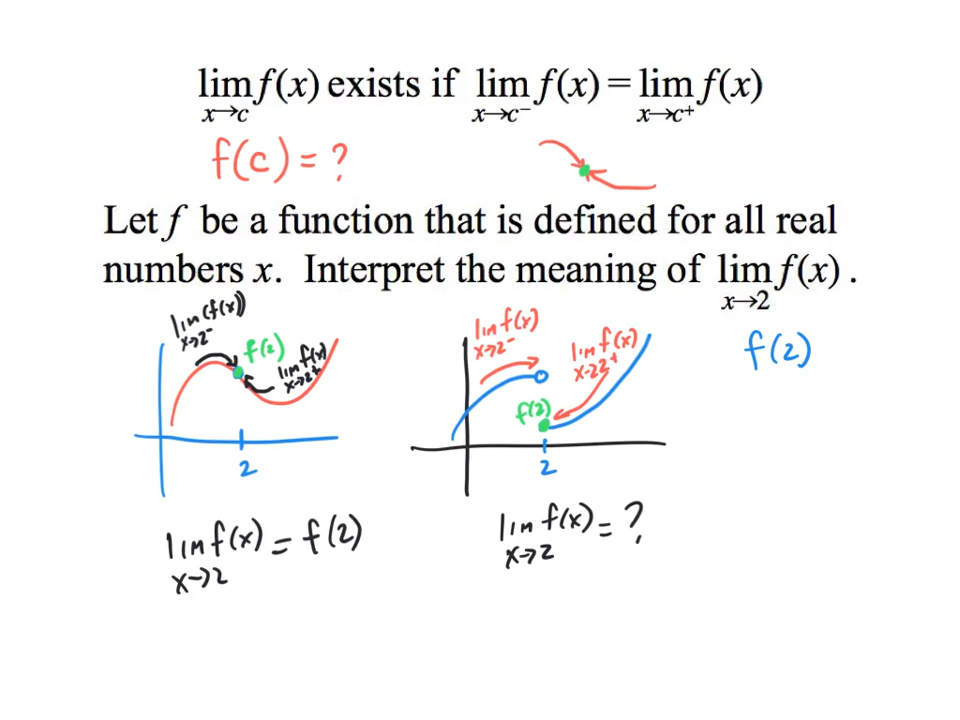 lim f(x) exists if lim f(x) = lim f(x)
x→c x→c⁻ x→c⁺
f(c) = ?
Let f be a function that is defined for all real
numbers x. Interpret the meaning of lim f(x) .
x→2
lim (f(x))
x→2⁻
f(2)
lim f(x)
x→2⁺
2
lim f(x)
x→2⁻
lim f(x)
x→2⁺
f(2)
2
f(2)
lim f(x) = f(2)
x→2
lim f(x) = ?
x→2